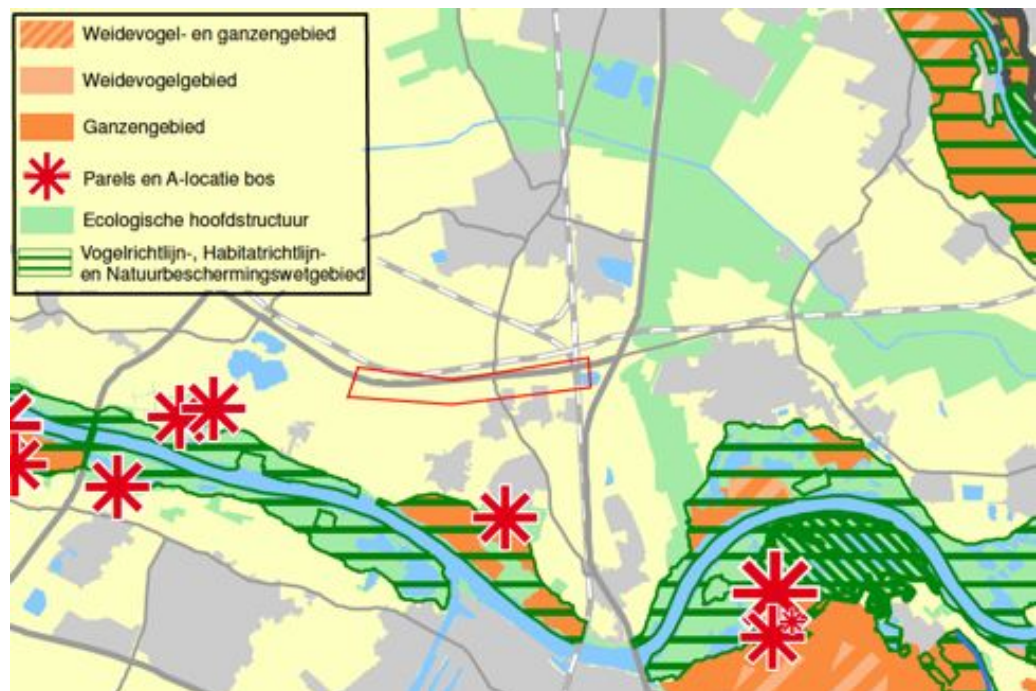 Weidevogel- en ganzengebied
Weidevogelgebied
Ganzengebied
Parels en A-locatie bos
Ecologische hoofdstructuur
Vogelrichtlijn-, Habitatrichtlijn-
en Natuurbeschermingswetgebied